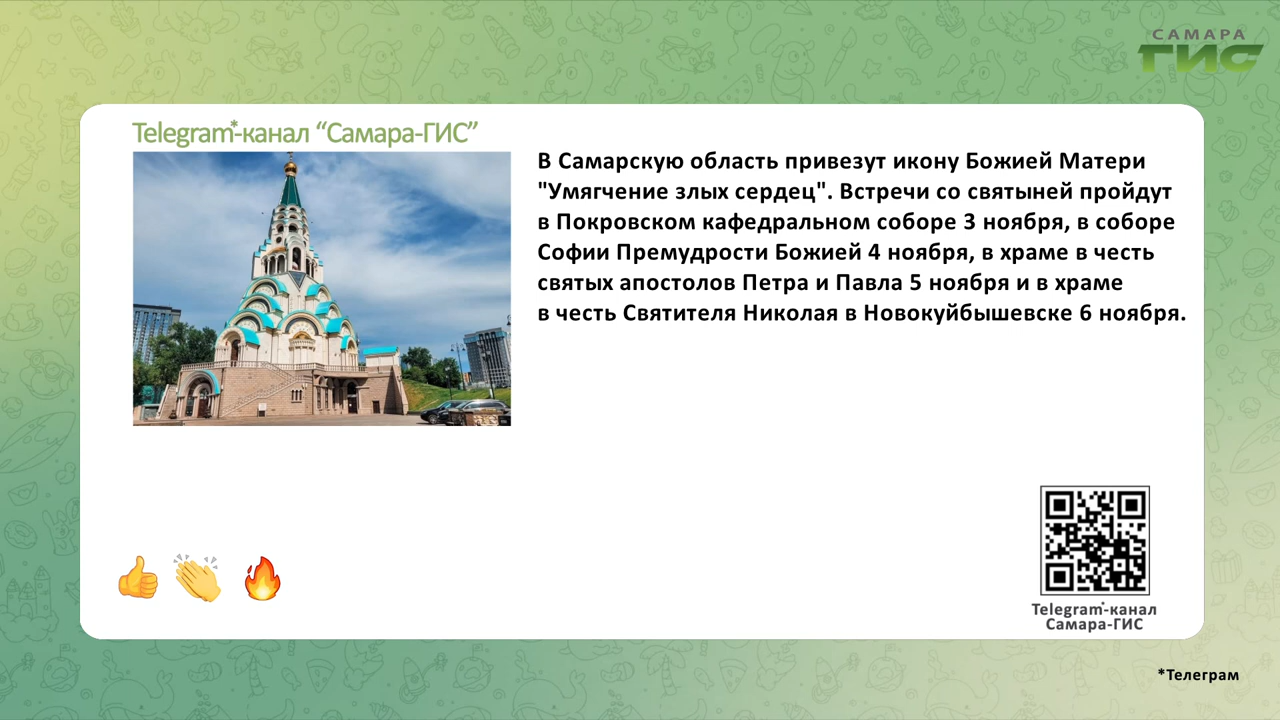 САМАРА
ГИС
Telegram*-канал “Самара-ГИС”
В Самарскую область привезут икону Божией Матери
"Умягчение злых сердец". Встречи со святыней пройдут
в Покровском кафедральном соборе 3 ноября, в соборе
Софии Премудрости Божией 4 ноября, в храме в честь
святых апостолов Петра и Павла 5 ноября и в храме
в честь Святителя Николая в Новокуйбышевске 6 ноября.
Telegram*-канал
Самара-ГИС
*Телеграм